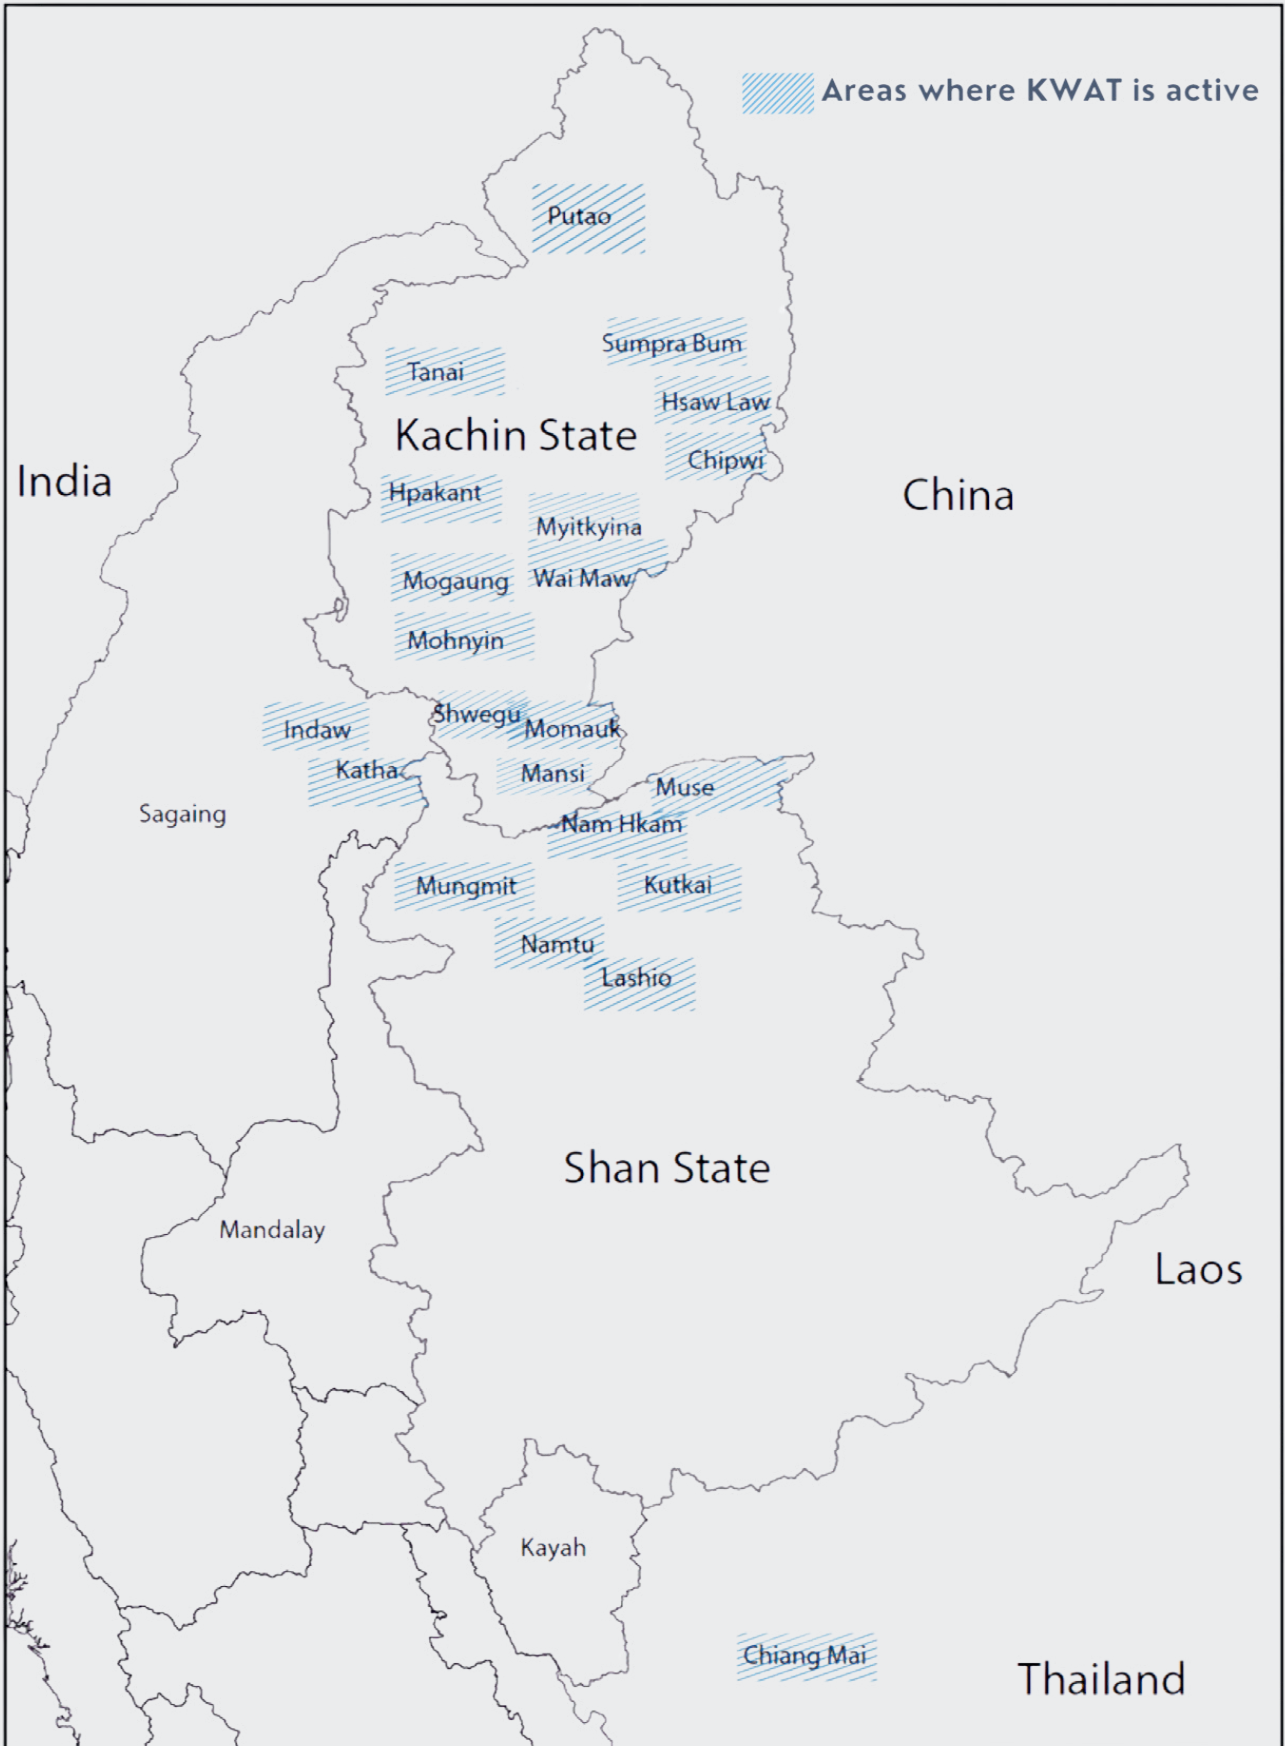 Areas where KWAT is active
Putao
Sumpra Bum
Tanai
Hsaw Law
Kachin State
Chipwi
India
Hpakant
China
Myitkyina
Mogaung
Wai Maw
Mohnyin
Shwegu
Indaw
Momauk
Katha
Mansi
Muse
Sagaing
Nam Hkam
Mungmit
Kutkai
Namtu
Lashio
Shan State
Mandalay
Laos
Kayah
Chiang Mai
Thailand